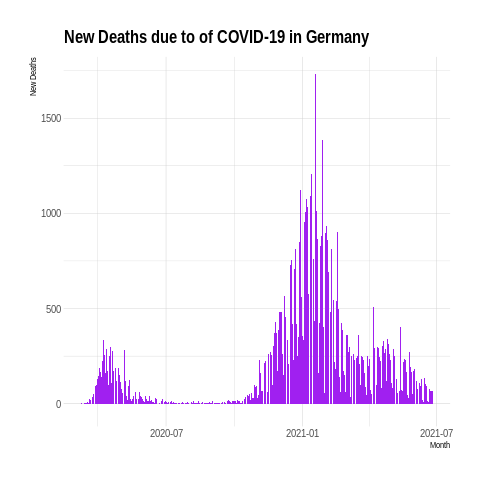 New Deaths due to of COVID-19 in Germany
New Deaths
1500
1000
500
0
2020-07
2021-01
2021-07
Month